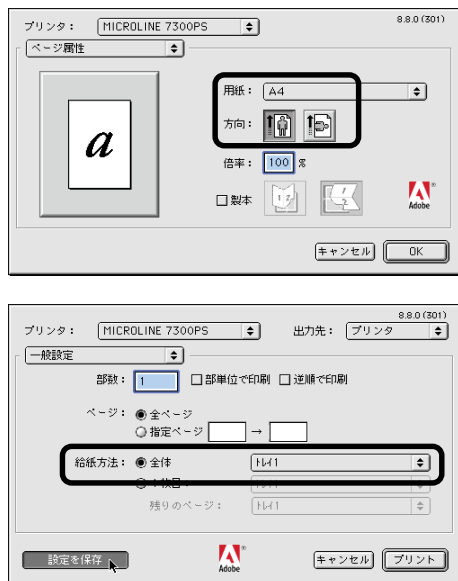 プリンタ： MICROLINE 7300PS 8.8.0 (301)
ページ属性
用紙： A4
方向：
a
倍率： 100 %
製本
Adobe
キャンセル OK
8.8.0 (301)
プリンタ： MICROLINE 7300PS 出力先： プリンタ
一般設定
部数： 1 部単位で印刷 逆順で印刷
ページ： 全ページ
指定ページ →
給紙方法： 全体 トレイ1
トレイ1
残りのページ： トレイ1
設定を保存 Adobe キャンセル プリント